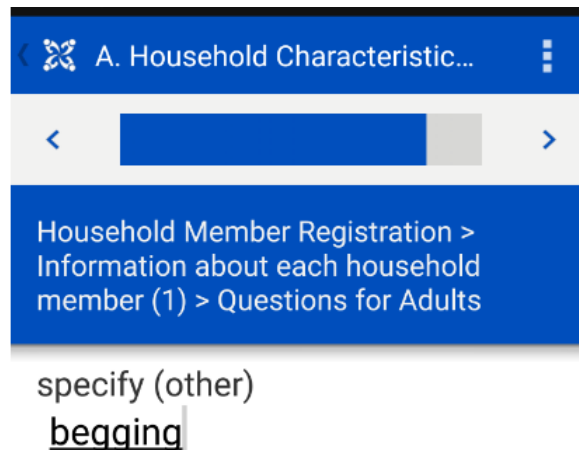 A. Household Characteristic...
Household Member Registration >
Information about each household
member (1) > Questions for Adults
specify (other)
begging